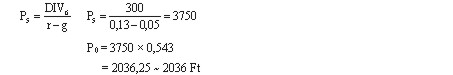 P₅ = DIV₆ / r – g    P₅ = 300 / 0,13 – 0,05 = 3750
P₀ = 3750 × 0,543
= 2036,25 ~ 2036 Ft